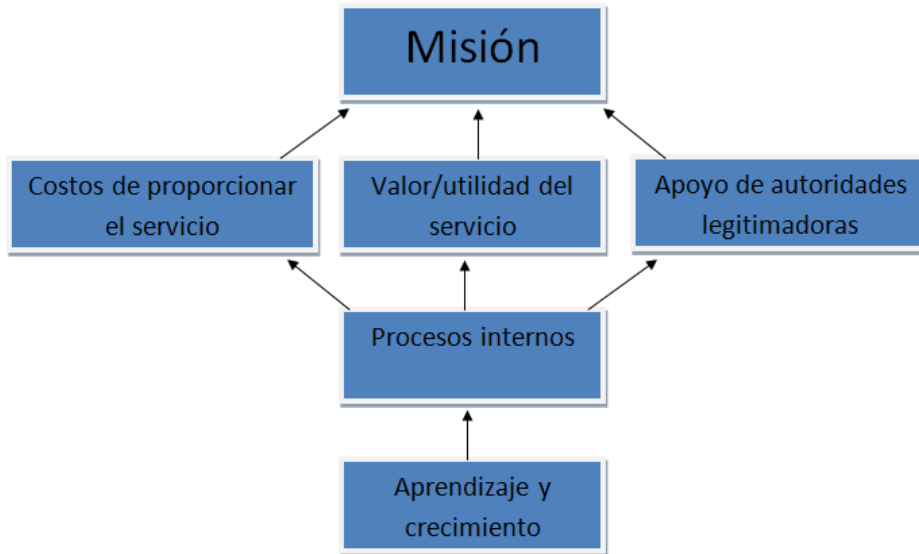 Misión
Costos de proporcionar
el servicio
Valor/utilidad del
servicio
Apoyo de autoridades
legitimadoras
Procesos internos
Aprendizaje y
crecimiento